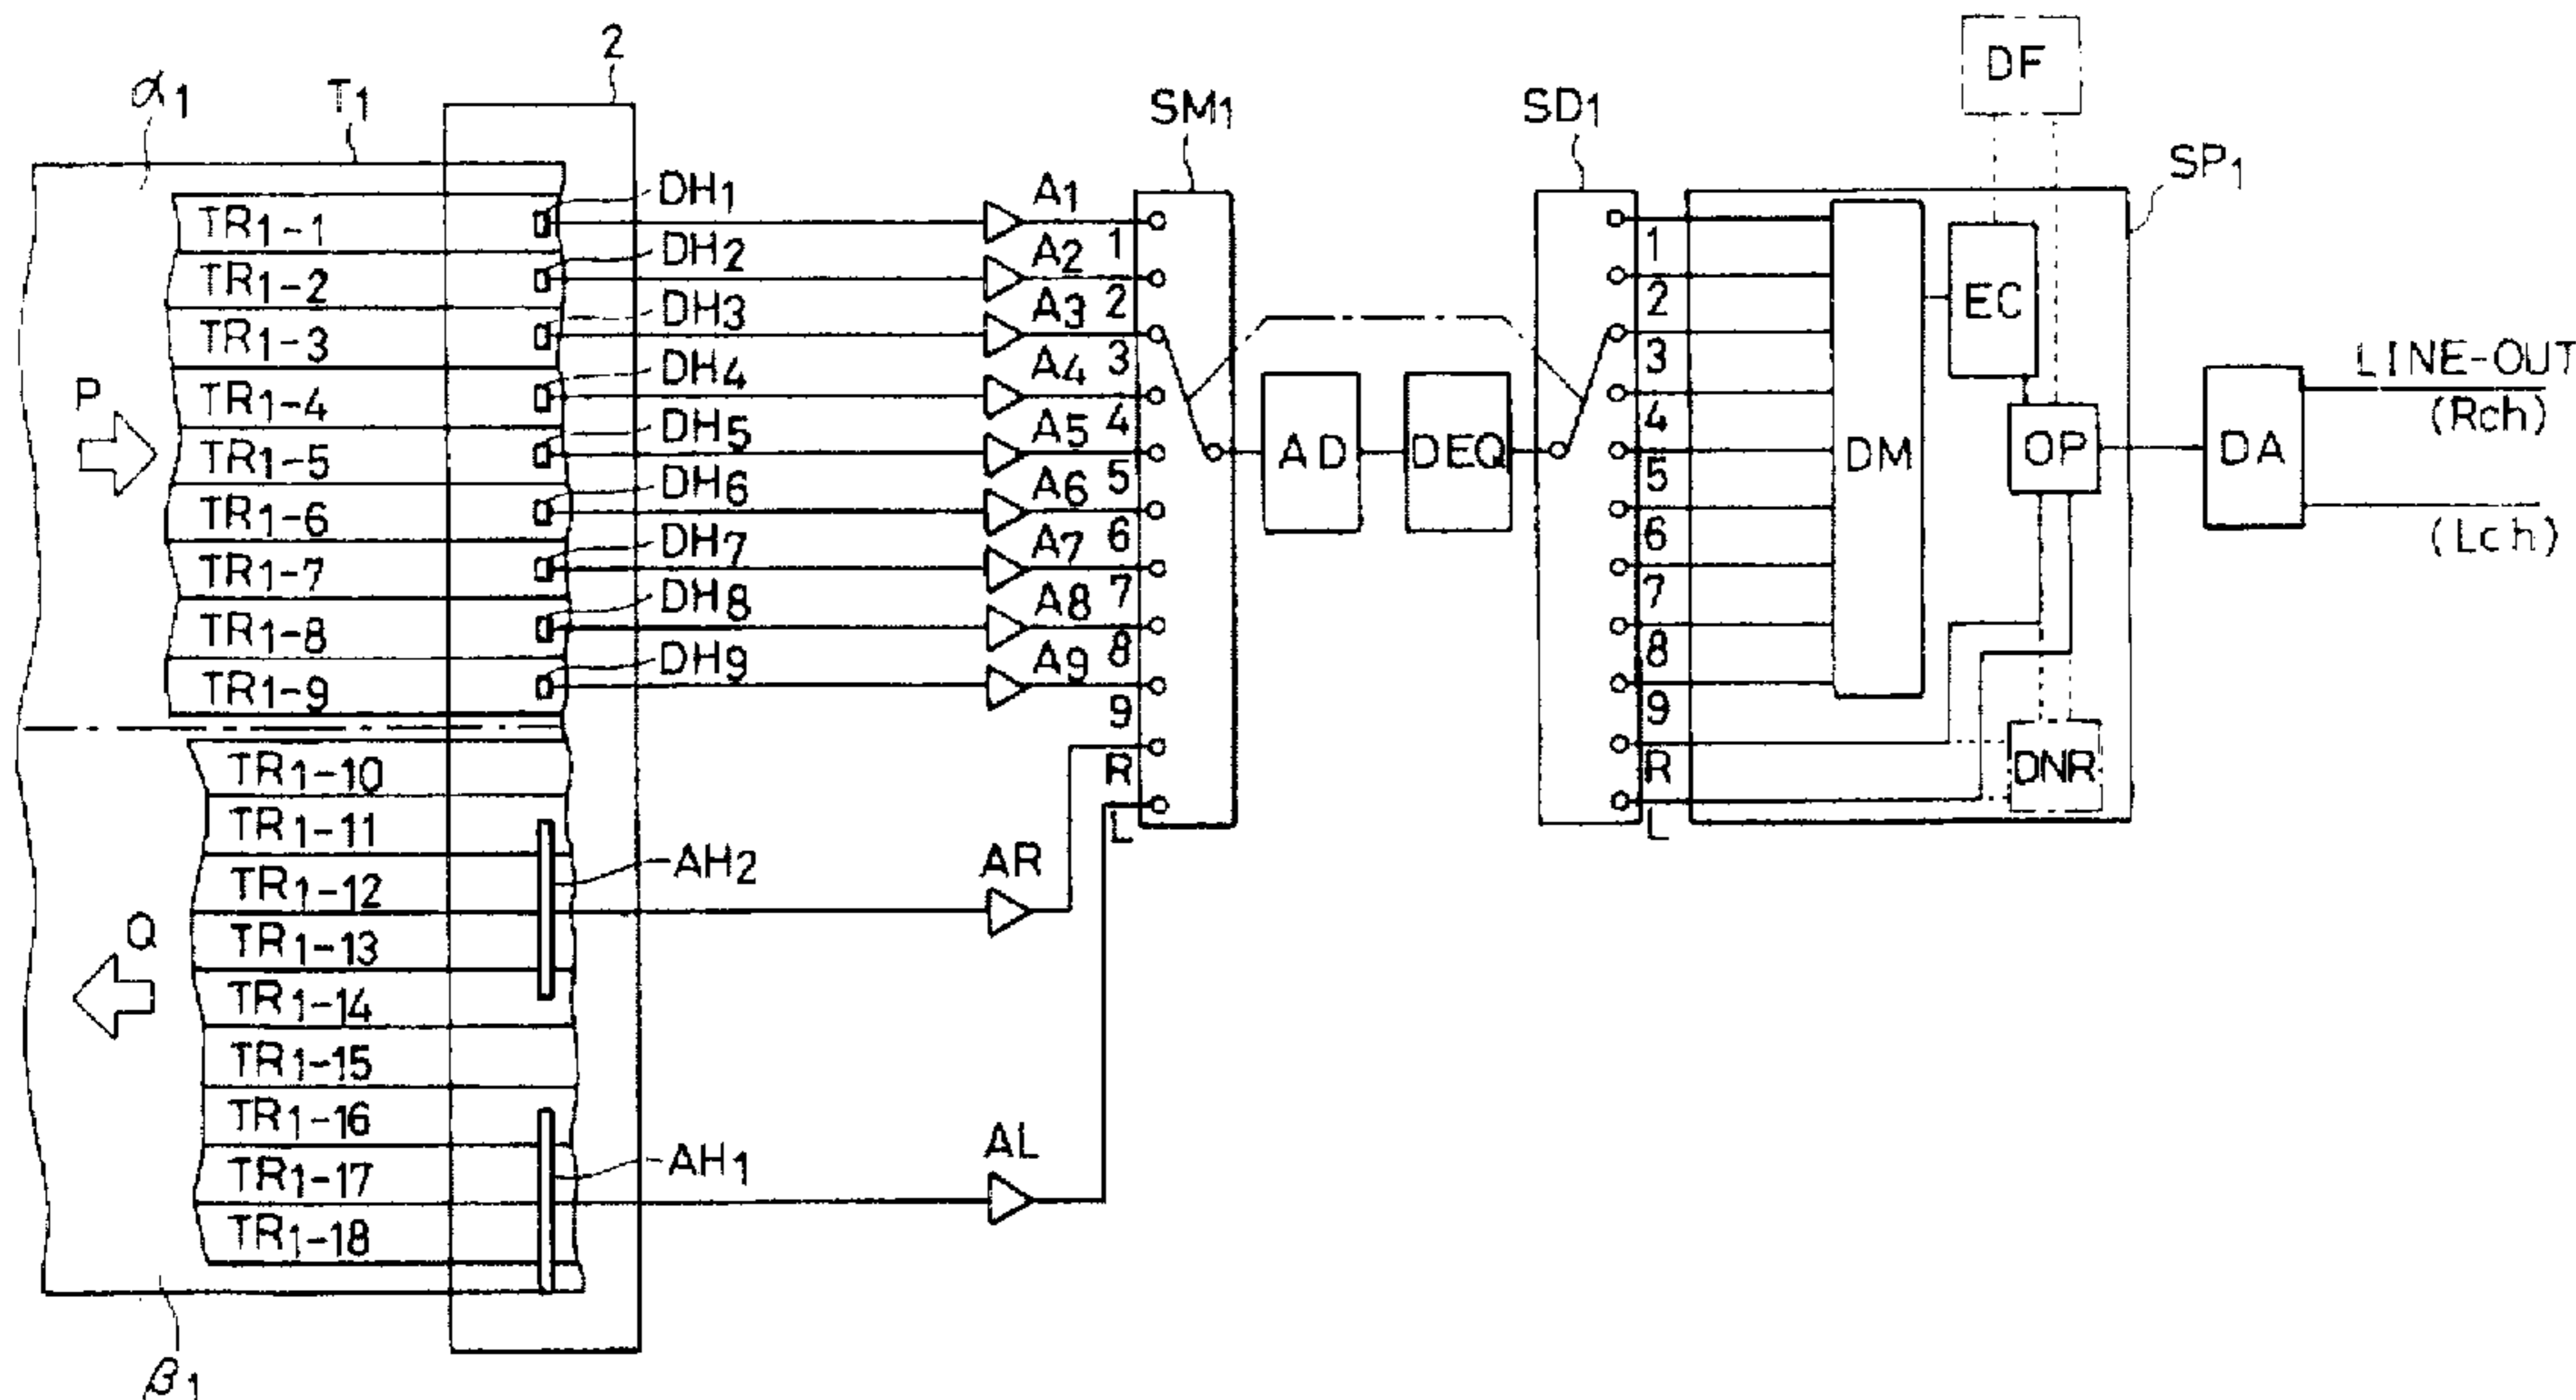 2
α1
T1
SM1
SD1
DF
SP1
TR1-1
TR1-2
TR1-3
TR1-4
TR1-5
TR1-6
TR1-7
TR1-8
TR1-9
DH1
DH2
DH3
DH4
DH5
DH6
DH7
DH8
DH9
A1
A2
A3
A4
A5
A6
A7
A8
A9
1
2
3
4
5
6
7
8
9
R
L
P
AD
DEQ
1
2
3
4
5
6
7
8
9
R
L
DM
EC
OP
DNR
DA
LINE-OUT
(Rch)
(Lch)
TR1-10
TR1-11
TR1-12
TR1-13
TR1-14
TR1-15
TR1-16
TR1-17
TR1-18
Q
AH2
AR
AH1
AL
β1